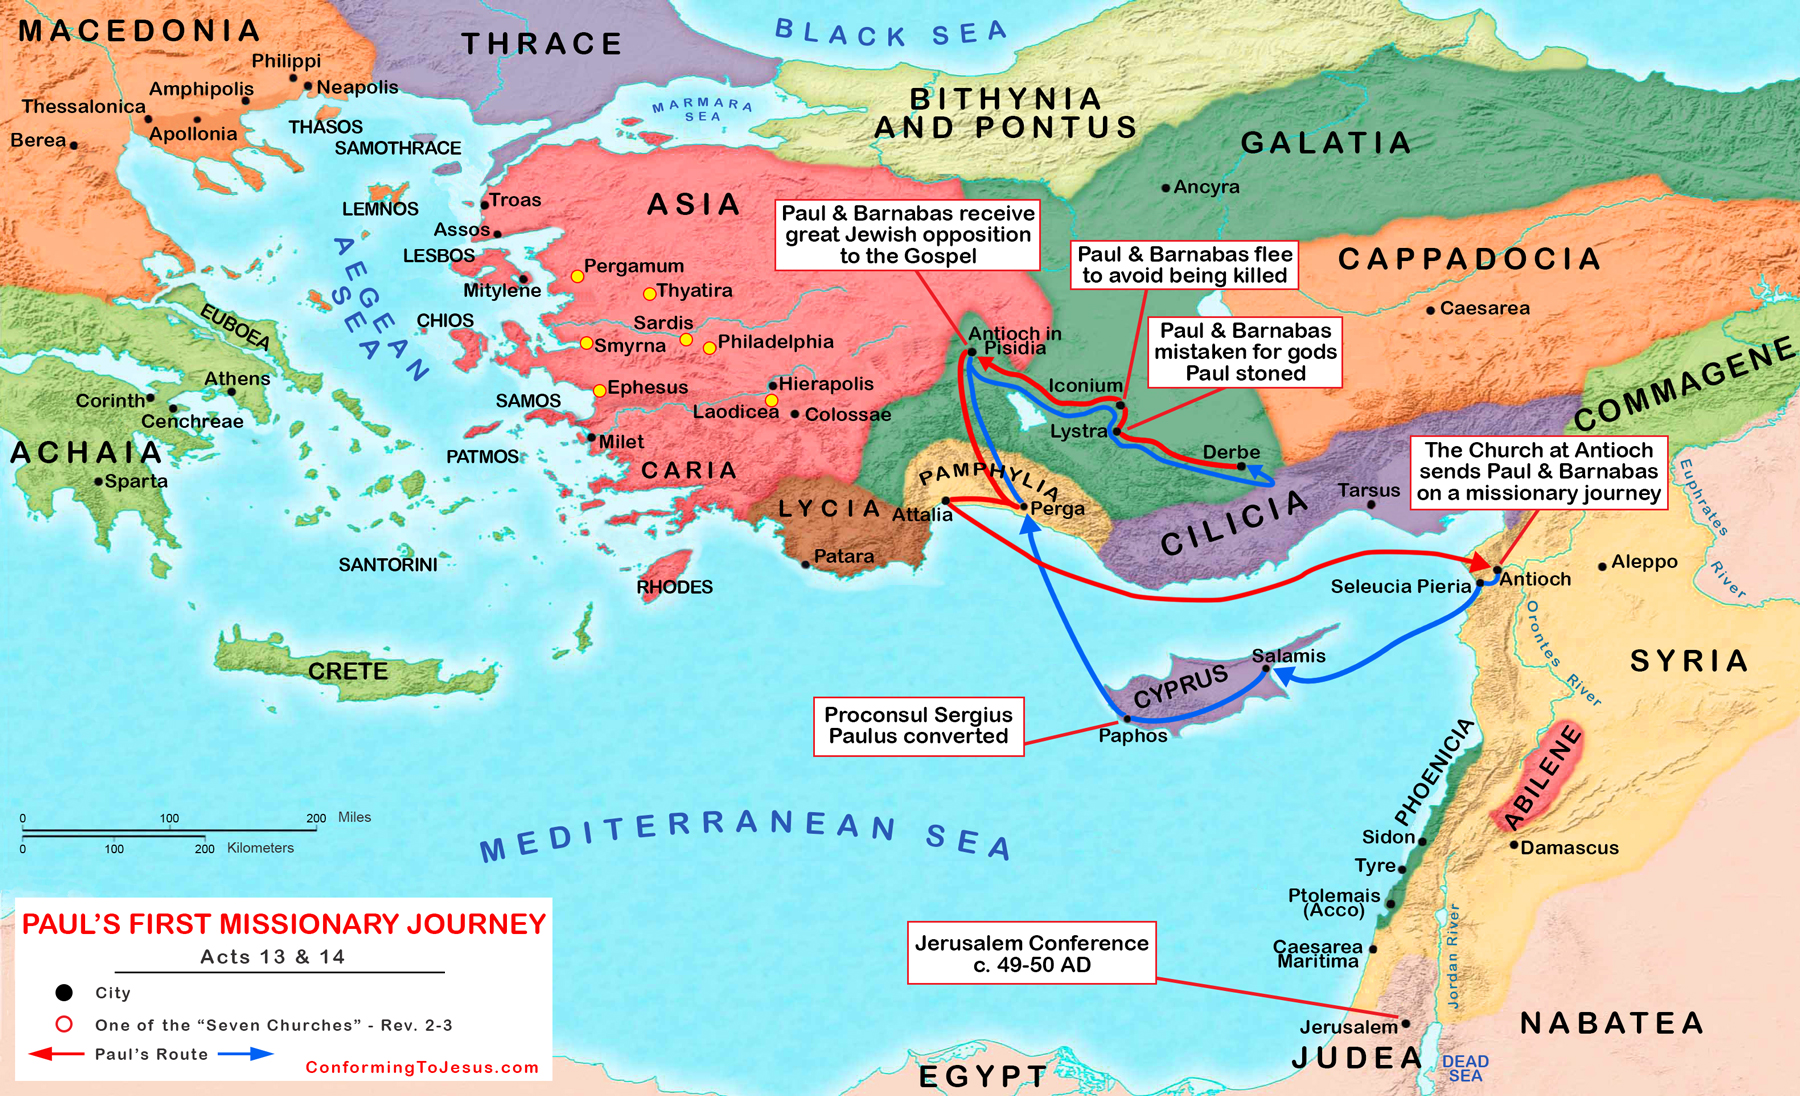 MACEDONIA
THRACE
BLACK SEA
Philippi
Neapolis
Amphipolis
Thessalonica
Apollonia
Berea
THASOS
SAMOTHRACE
MARMARA
SEA
BITHYNIA
AND PONTUS
GALATIA
Ancyra
LEMNOS
Troas
Assos
ASIA
AEGEAN
SEA
LESBOS
Mitylene
Pergamum
Thyatira
CHIOS
Sardis
Smyrna
Philadelphia
Paul & Barnabas receive
great Jewish opposition
to the Gospel
Paul & Barnabas flee
to avoid being killed
Paul & Barnabas
mistaken for gods
Paul stoned
CAPPADOCIA
Caesarea
COMMAGENE
EUBOEA
Athens
Corinth
Cenchreae
ACHAIA
Sparta
SAMOS
Ephesus
Hierapolis
Laodicea
Colossae
Milet
PATMOS
CARIA
Antioch in
Pisidia
Iconium
Lystra
Derbe
The Church at Antioch
sends Paul & Barnabas
on a missionary journey
Euphrates
River
PAMPHYLIA
LYCIA
Attalia
Perga
CILICIA
Tarsus
Patara
SANTORINI
RHODES
Seleucia Pieria
Antioch
Aleppo
Orontes
River
SYRIA
CRETE
CYPRUS
Salamis
Paphos
Proconsul Sergius
Paulus converted
PHOENICIA
ABILENE
Sidon
Damascus
Tyre
Ptolemais
(Acco)
MEDITERRANEAN SEA
0 100 200 Miles
0 100 200 Kilometers
Jerusalem Conference
c. 49-50 AD
Caesarea
Maritima
Jordan River
Jerusalem
JUDEA
DEAD
SEA
NABATEA
EGYPT
PAUL'S FIRST MISSIONARY JOURNEY
Acts 13 & 14
City
One of the “Seven Churches” - Rev. 2-3
Paul's Route
ConformingToJesus.com